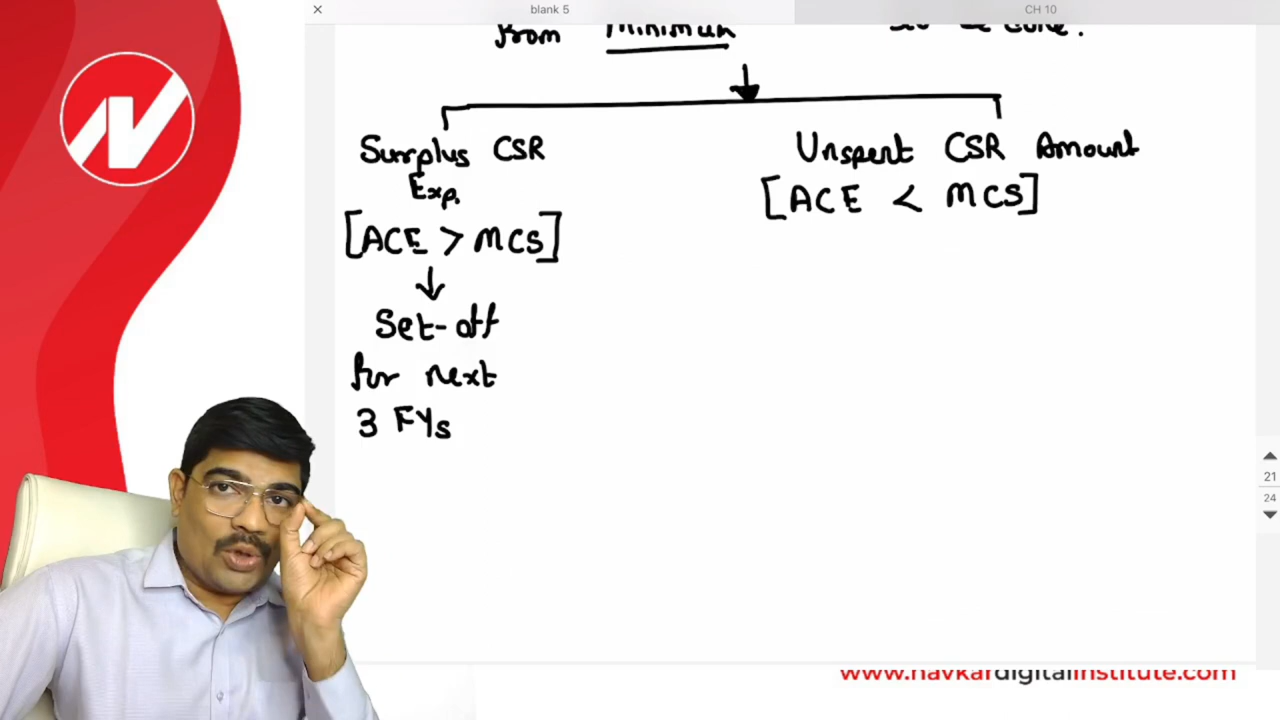 blank 5
CH 10
from Minimum
Surplus CSR
Exp.
[ACE > MCS]
Set-off
for next
3 FYs
Unspent CSR Amount
[ACE < MCS]
21
24
www.navkardigitalinstitute.com